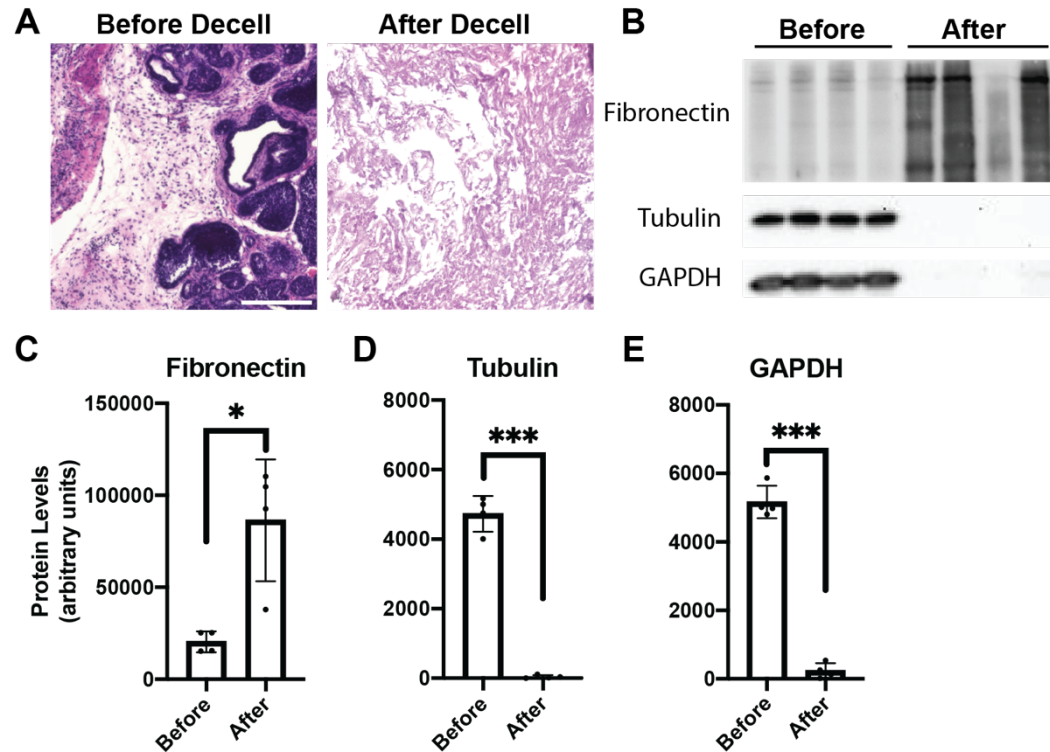 A
Before Decell
After Decell
B
Before
After
Fibronectin
Tubulin
GAPDH
C
Fibronectin
Protein Levels
(arbitrary units)
150000
100000
50000
0
*
Before
After
D
Tubulin
8000
6000
4000
2000
0
***
Before
After
E
GAPDH
8000
6000
4000
2000
0
***
Before
After